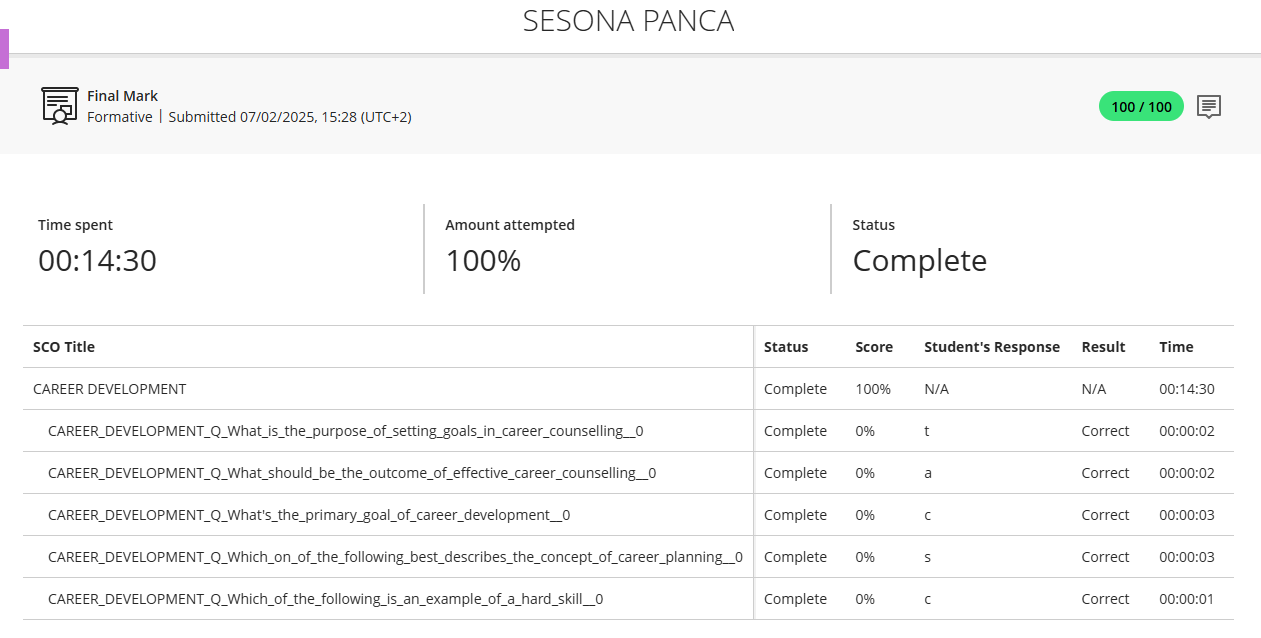 SESONA PANCA
Final Mark
Formative | Submitted 07/02/2025, 15:28 (UTC+2)
100 / 100
Time spent
00:14:30
Amount attempted
100%
Status
Complete
SCO Title Status Score Student's Response Result Time
CAREER DEVELOPMENT Complete 100% N/A N/A 00:14:30
CAREER_DEVELOPMENT_Q_What_is_the_purpose_of_setting_goals_in_career_counselling__0 Complete 0% t Correct 00:00:02
CAREER_DEVELOPMENT_Q_What_should_be_the_outcome_of_effective_career_counselling__0 Complete 0% a Correct 00:00:02
CAREER_DEVELOPMENT_Q_What's_the_primary_goal_of_career_development__0 Complete 0% c Correct 00:00:03
CAREER_DEVELOPMENT_Q_Which_on_of_the_following_best_describes_the_concept_of_career_planning__0 Complete 0% s Correct 00:00:03
CAREER_DEVELOPMENT_Q_Which_of_the_following_is_an_example_of_a_hard_skill__0 Complete 0% c Correct 00:00:01